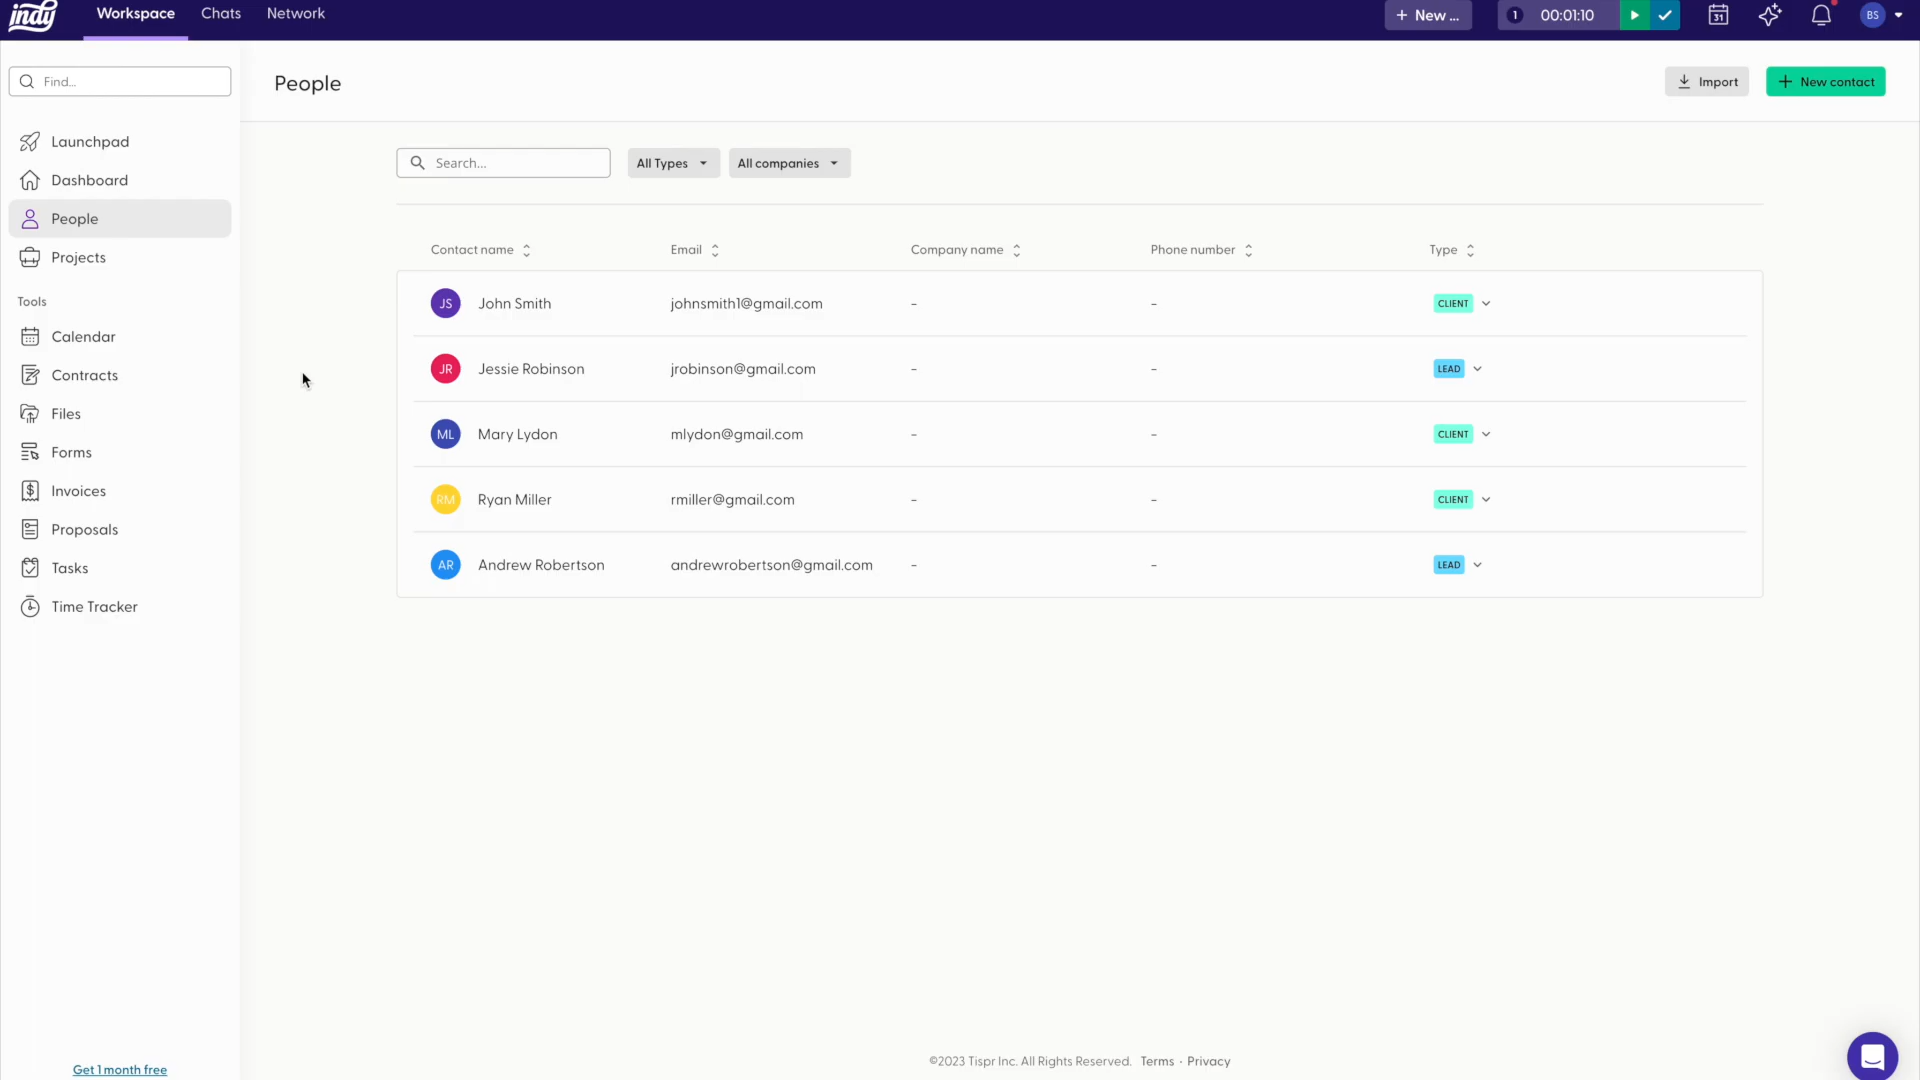 indy
Workspace
Chats
Network
+ New ...
1
00:01:10
31
BS
Find...
Launchpad
Dashboard
People
Projects
Tools
Calendar
Contracts
Files
Forms
Invoices
Proposals
Tasks
Time Tracker
Get 1 month free
People
Import
New contact
Search...
All Types
All companies
Contact name Email Company name Phone number Type
JS John Smith johnsmith1@gmail.com - - CLIENT
JR Jessie Robinson jrobinson@gmail.com - - LEAD
ML Mary Lydon mlydon@gmail.com - - CLIENT
RM Ryan Miller rmiller@gmail.com - - CLIENT
AR Andrew Robertson andrewrobertson@gmail.com - - LEAD
©2023 Tispr Inc. All Rights Reserved. Terms · Privacy